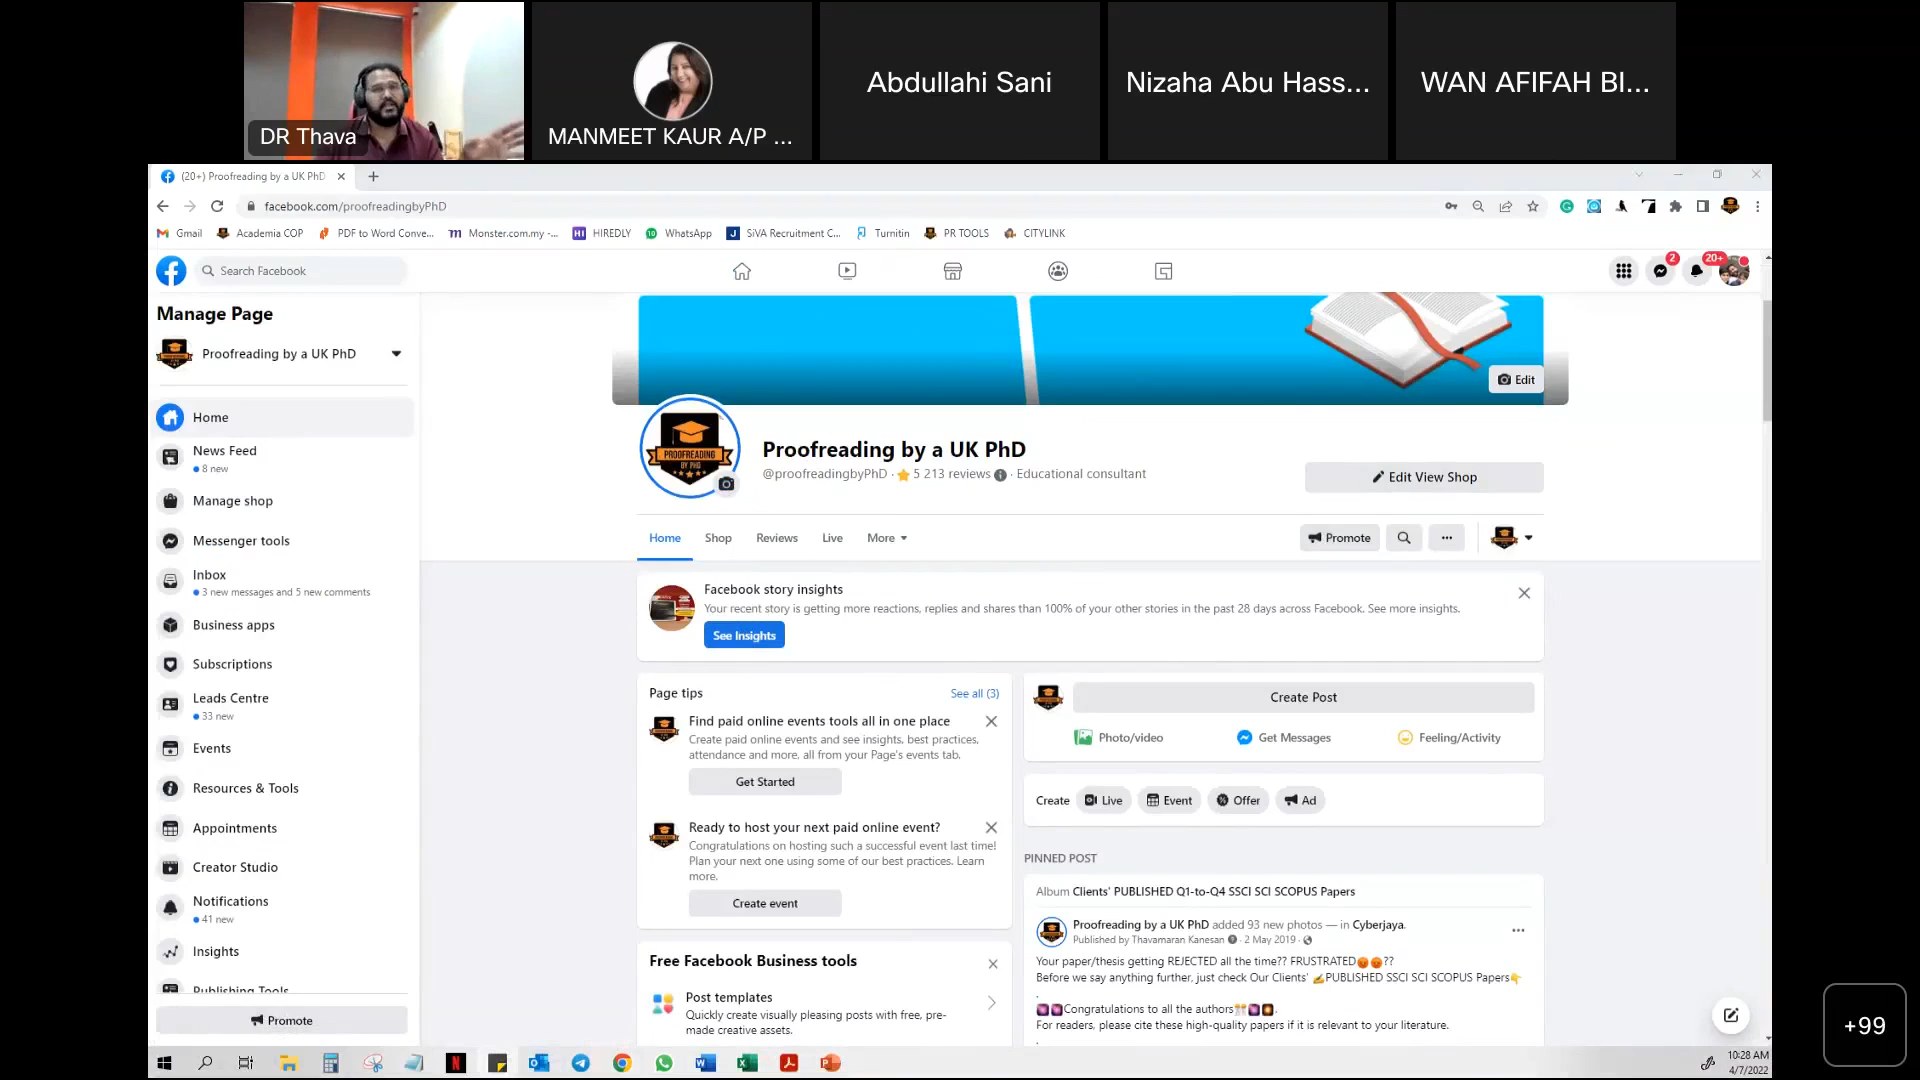 DR Thava
MANMEET KAUR A/P ...
Abdullahi Sani
Nizaha Abu Hass...
WAN AFIFAH BI...
(20+) Proofreading by a UK PhD
facebook.com/proofreadingbyPhD
Gmail
Academia COP
PDF to Word Conve...
Monster.com.my -...
HIREDLY
WhatsApp
SiVA Recruitment C...
Turnitin
PR TOOLS
CITYLINK
Search Facebook
2
20+
Manage Page
Proofreading by a UK PhD
Home
News Feed
8 new
Manage shop
Messenger tools
Inbox
3 new messages and 5 new comments
Business apps
Subscriptions
Leads Centre
33 new
Events
Resources & Tools
Appointments
Creator Studio
Notifications
41 new
Insights
Publishing Tools
Promote
Edit
PROOFREADING
BY PHD
Proofreading by a UK PhD
@proofreadingbyPhD · 5 213 reviews · Educational consultant
Edit View Shop
Home
Shop
Reviews
Live
More
Promote
Facebook story insights
Your recent story is getting more reactions, replies and shares than 100% of your other stories in the past 28 days across Facebook. See more insights.
See Insights
Page tips
See all (3)
Find paid online events tools all in one place
Create paid online events and see insights, best practices,
attendance and more, all from your Page's events tab.
Get Started
Ready to host your next paid online event?
Congratulations on hosting such a successful event last time!
Plan your next one using some of our best practices. Learn
more.
Create event
Free Facebook Business tools
Post templates
Quickly create visually pleasing posts with free, pre-
made creative assets.
Create Post
Photo/video
Get Messages
Feeling/Activity
Create
Live
Event
Offer
Ad
PINNED POST
Album Clients' PUBLISHED Q1-to-Q4 SSCI SCI SCOPUS Papers
Proofreading by a UK PhD added 93 new photos — in Cyberjaya.
Published by Thavamaran Kanesan · 2 May 2019 ·
Your paper/thesis getting REJECTED all the time?? FRUSTRATED😡😡??
Before we say anything further, just check Our Clients' ✍PUBLISHED SSCI SCI SCOPUS Papers👇
.
🎆🎆Congratulations to all the authors🎊🎆🎇.
For readers, please cite these high-quality papers if it is relevant to your literature.
+99
10:28 AM
4/7/2022